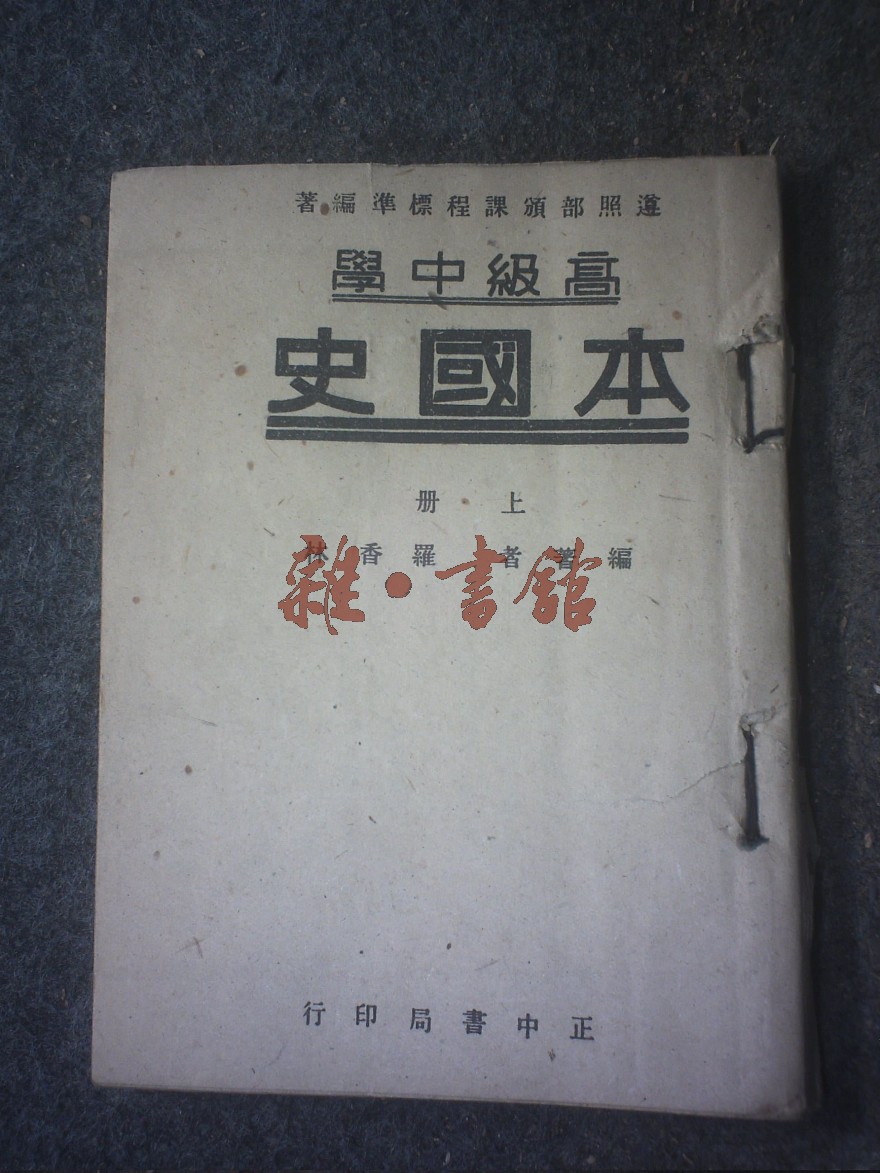 遵照部頒課程標準編著
高級中學
本國史
上册
編著者 羅香林
雜·書館
正中書局印行